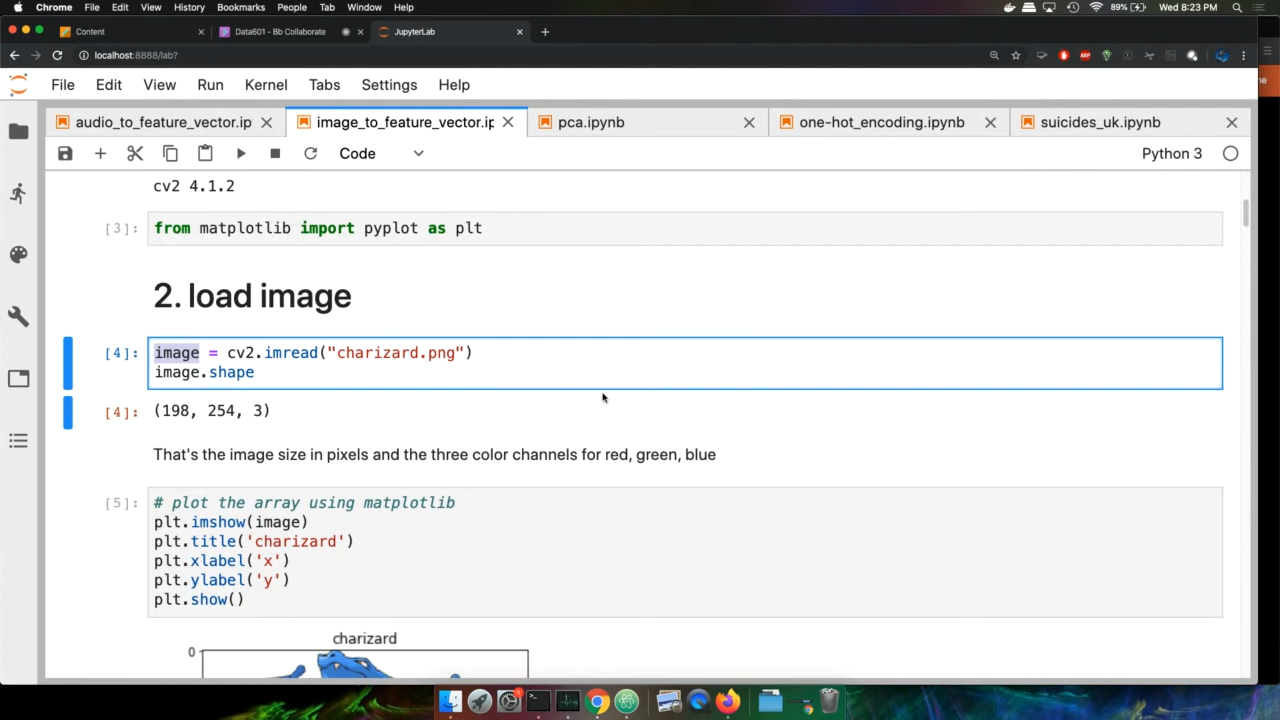 Chrome File Edit View History Bookmarks People Tab Window Help 89% Wed 8:23 PM
Content Data601 - Bb Collaborate JupyterLab
localhost:8888/lab?
File Edit View Run Kernel Tabs Settings Help
audio_to_feature_vector.ip image_to_feature_vector.ip pca.ipynb one-hot_encoding.ipynb suicides_uk.ipynb
Code Python 3
cv2 4.1.2
[3]: from matplotlib import pyplot as plt
2. load image
[4]: image = cv2.imread("charizard.png")
image.shape
[4]: (198, 254, 3)
That's the image size in pixels and the three color channels for red, green, blue
[5]: # plot the array using matplotlib
plt.imshow(image)
plt.title('charizard')
plt.xlabel('x')
plt.ylabel('y')
plt.show()
charizard
0